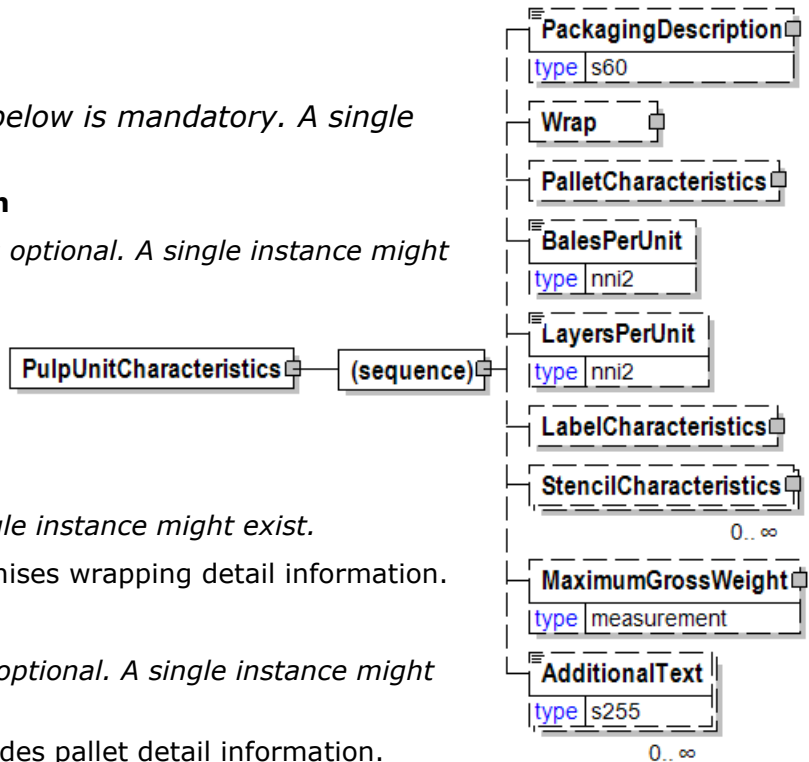 below is mandatory. A single
n
optional. A single instance might
gle instance might exist.
nises wrapping detail information.
optional. A single instance might
des pallet detail information.
PulpUnitCharacteristics
(sequence)
PackagingDescription
type s60
Wrap
PalletCharacteristics
BalesPerUnit
type nni2
LayersPerUnit
type nni2
LabelCharacteristics
StencilCharacteristics
0.. ∞
MaximumGrossWeight
type measurement
AdditionalText
type s255
0.. ∞